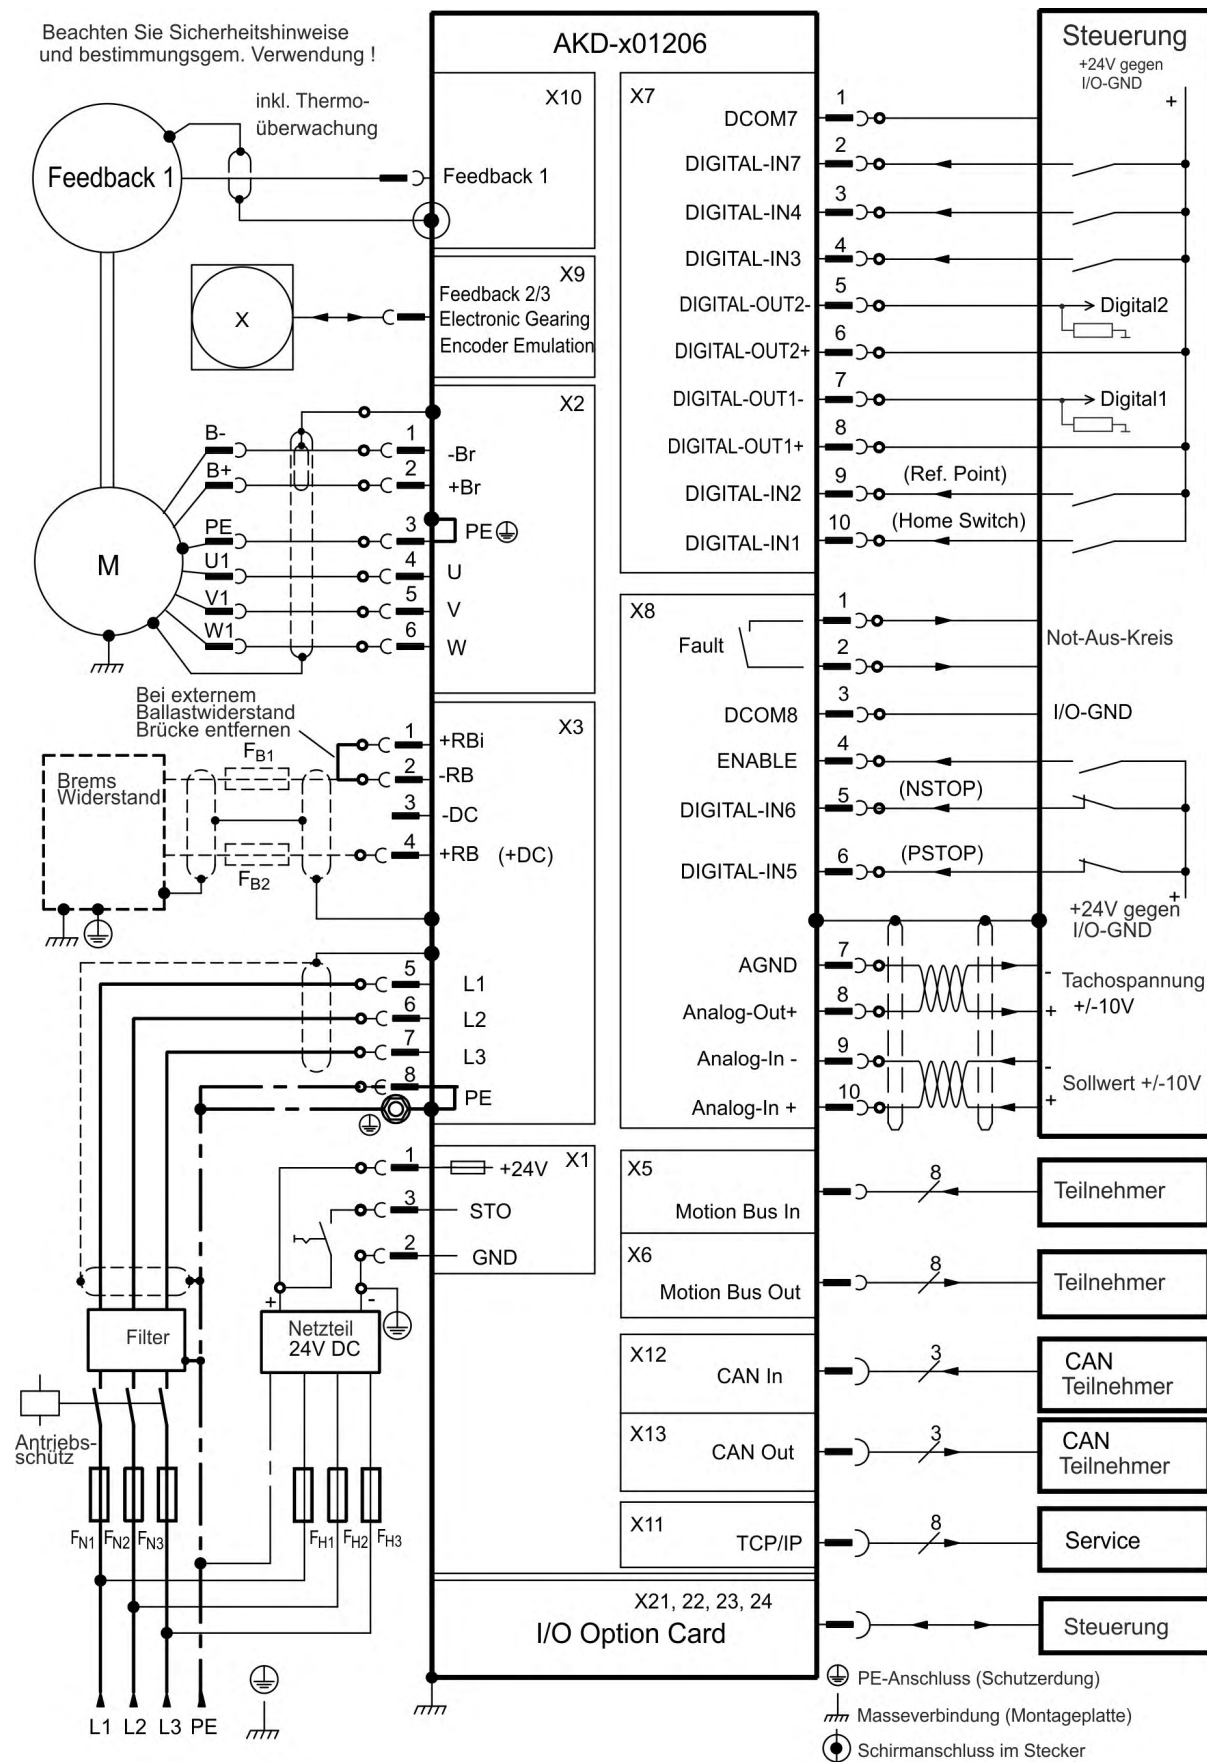 Beachten Sie Sicherheitshinweise
und bestimmungsgem. Verwendung !
AKD-x01206
Steuerung
+24V gegen
I/O-GND
+
inkl. Thermo-
überwachung
Feedback 1
X10
Feedback 1
X
X9
Feedback 2/3
Electronic Gearing
Encoder Emulation
X2
B- 1 -Br
B+ 2 +Br
PE 3 PE
U1 4 U
V1 5 V
W1 6 W
M
Bei externem
Ballastwiderstand
Brücke entfernen
X3
FB1
Brems
Widerstand
FB2
1 +RBi
2 -RB
3 -DC
4 +RB (+DC)
5 L1
6 L2
7 L3
8 PE
X1
1 +24V
3 STO
2 GND
+ -
Netzteil
24V DC
Filter
Antriebs-
schütz
FN1 FN2 FN3 FH1 FH2 FH3
L1 L2 L3 PE
X7
DCOM7 1
DIGITAL-IN7 2
DIGITAL-IN4 3
DIGITAL-IN3 4
DIGITAL-OUT2- 5 Digital2
DIGITAL-OUT2+ 6
DIGITAL-OUT1- 7 Digital1
DIGITAL-OUT1+ 8
DIGITAL-IN2 9 (Ref. Point)
DIGITAL-IN1 10 (Home Switch)
X8
Fault 1
2
Not-Aus-Kreis
DCOM8 3 I/O-GND
ENABLE 4
DIGITAL-IN6 5 (NSTOP)
DIGITAL-IN5 6 (PSTOP)
+
+24V gegen
I/O-GND
AGND 7 -
Tachospannung
+/-10V
Analog-Out+ 8 +
Analog-In - 9 -
Sollwert +/-10V
Analog-In + 10 +
X5
Motion Bus In 8 Teilnehmer
X6
Motion Bus Out 8 Teilnehmer
X12
CAN In 3 CAN
Teilnehmer
X13
CAN Out 3 CAN
Teilnehmer
X11
TCP/IP 8 Service
X21, 22, 23, 24
I/O Option Card
Steuerung
PE-Anschluss (Schutzerdung)
Masseverbindung (Montageplatte)
Schirmanschluss im Stecker